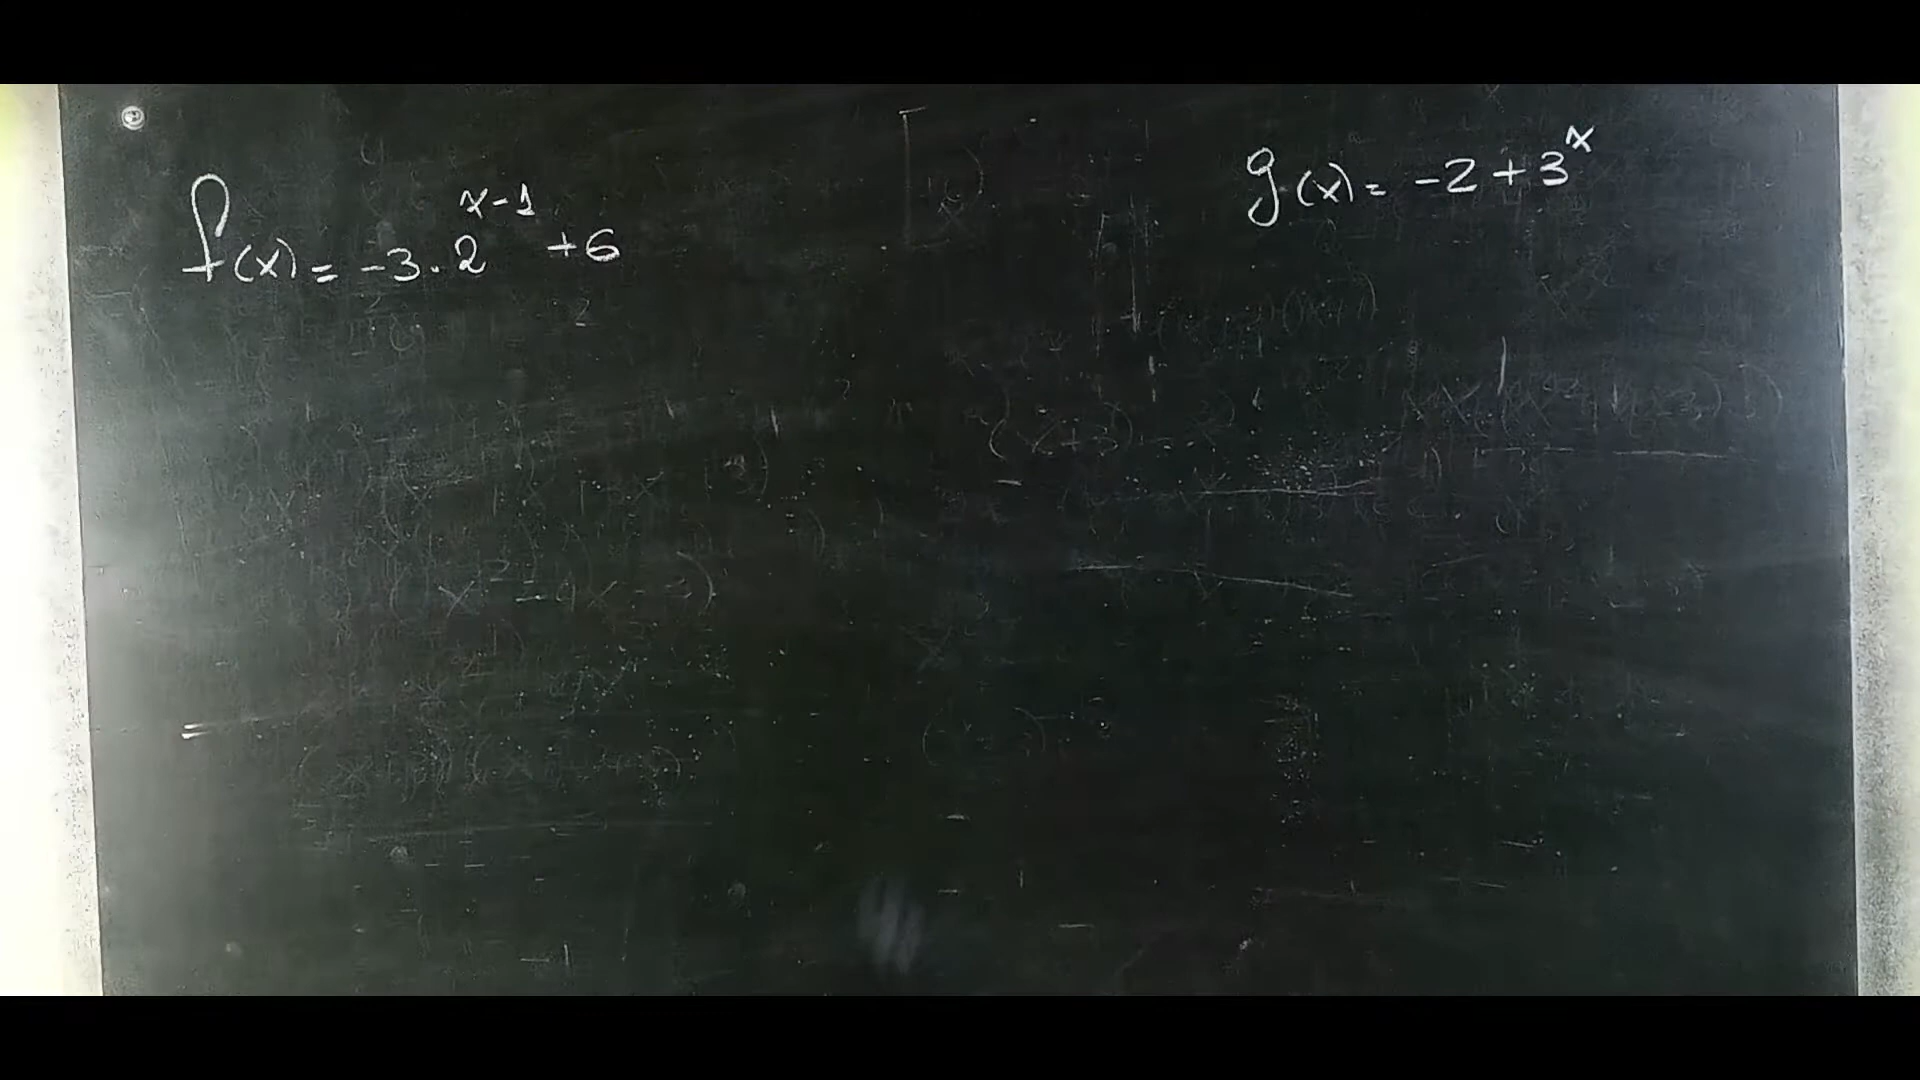 f(x) = -3.2^{x-1} + 6
g(x) = -2 + 3^x